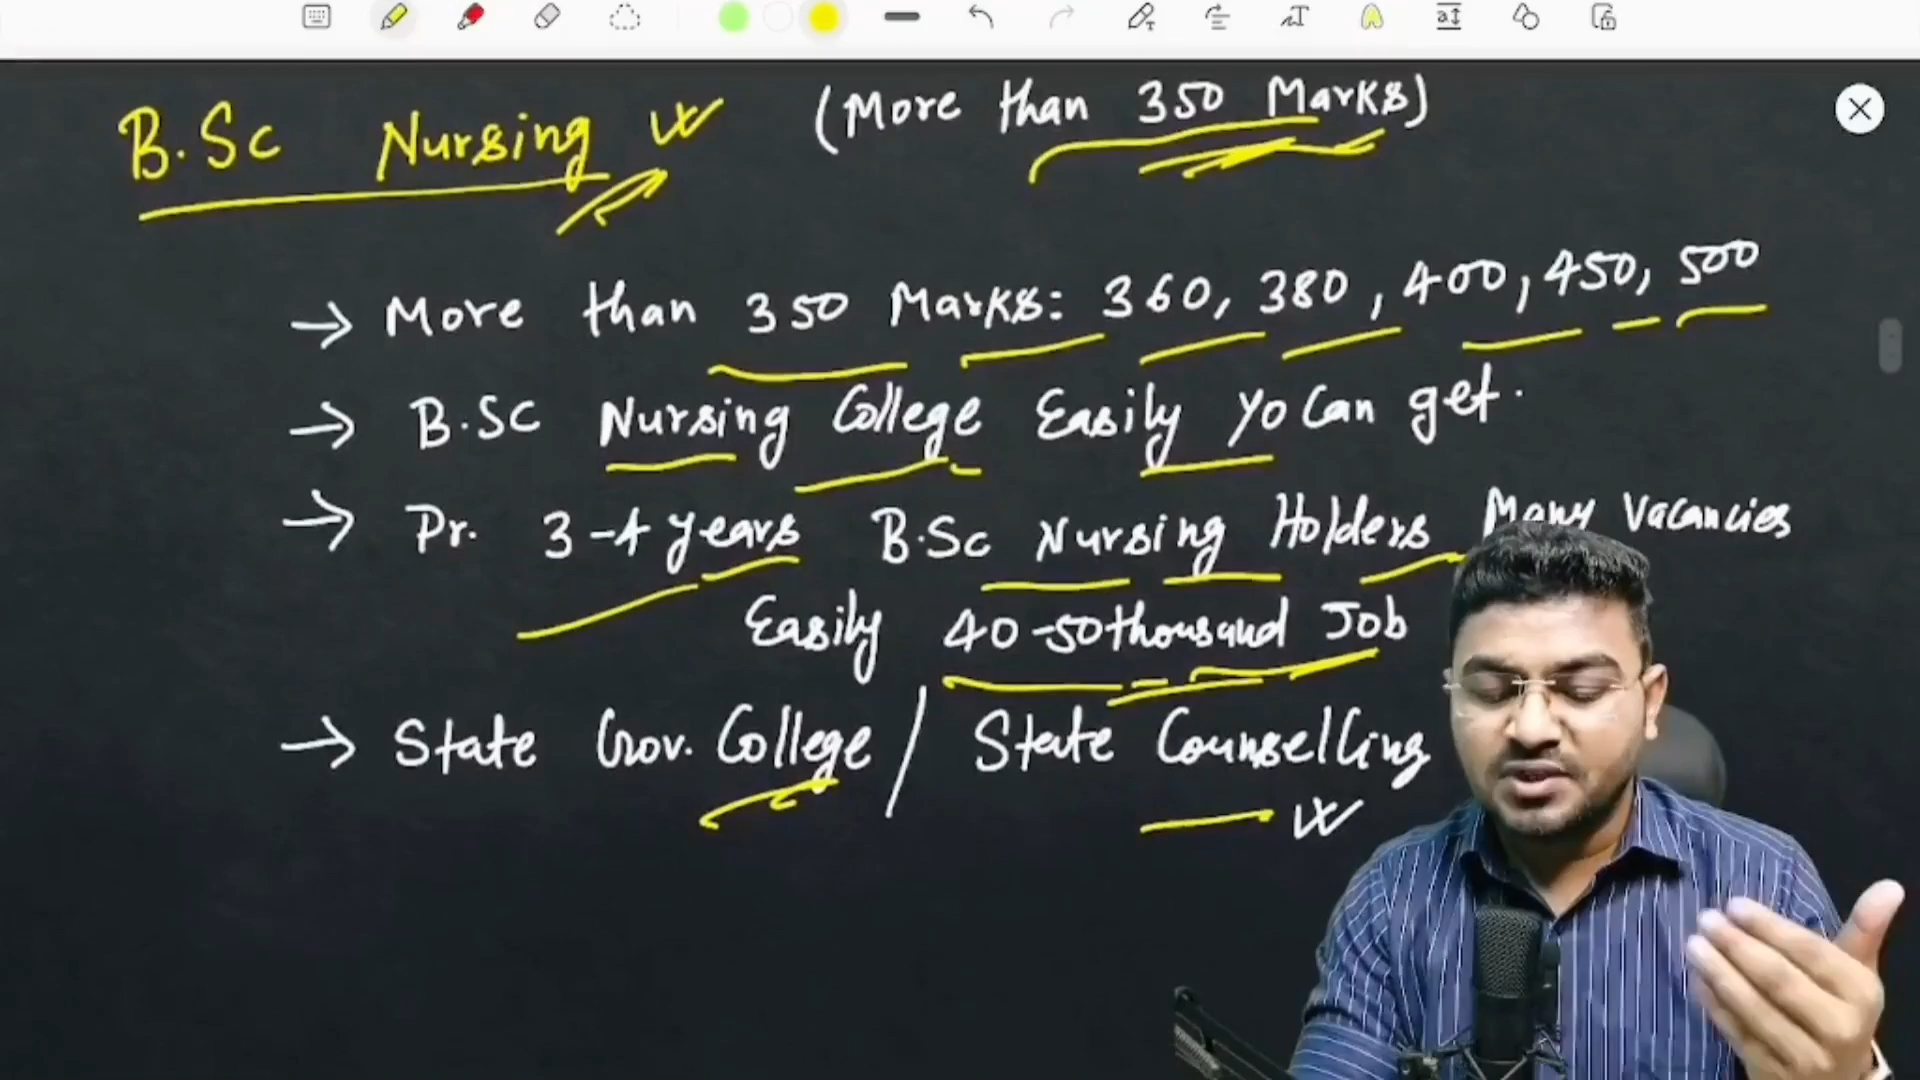 B.Sc Nursing (More than 350 Marks)
→ More than 350 Marks: 360, 380, 400, 450, 500
→ B.SC Nursing College Easily Yo Can get.
→ Pr. 3-4 years B.Sc Nursing Holders Many Vacancies
Easily 40-50 thousand Job
→ State Gov. College / State Counselling